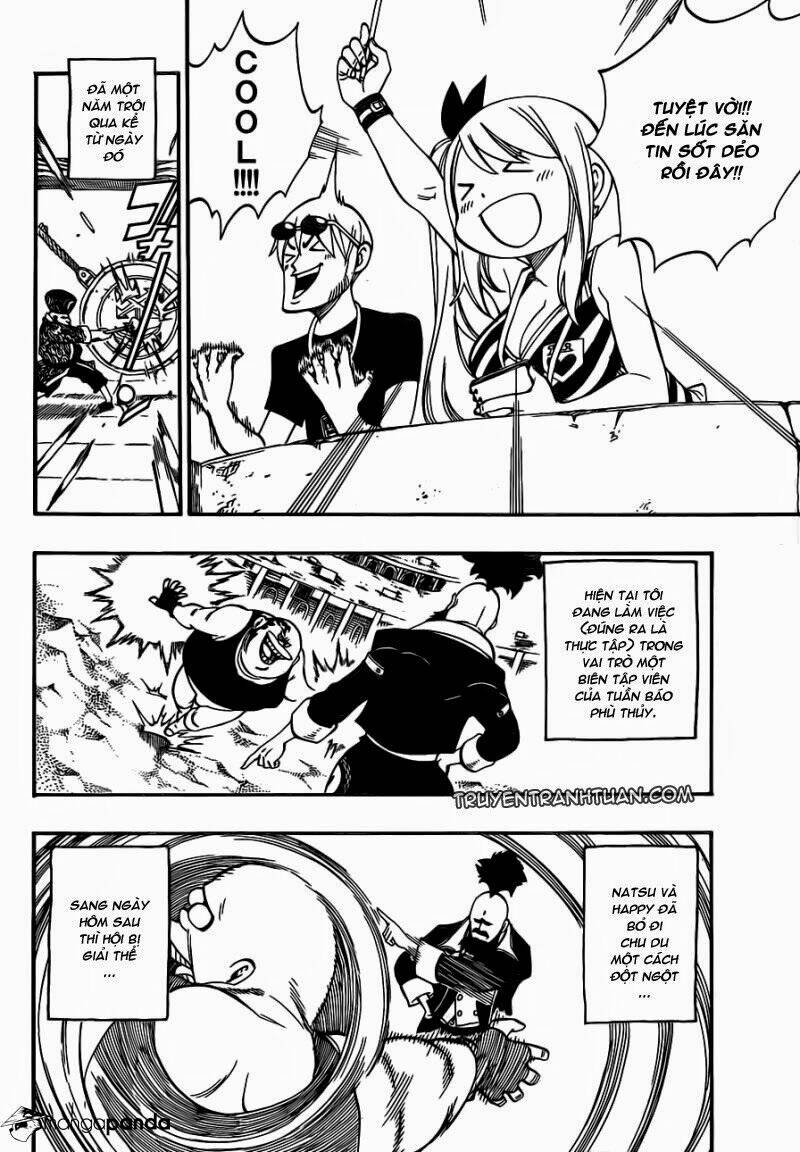 TUYỆT VỜI!!
ĐẾN LÚC SĂN
TIN SỐT DẺO
RỒI ĐÂY!!
COOL!!!!
ĐÃ MỘT
NĂM TRÔI
QUA KỂ
TỪ NGÀY
ĐÓ
HIỆN TẠI TÔI
ĐANG LÀM VIỆC
(ĐÚNG RA LÀ
THỰC TẬP) TRONG
VAI TRÒ MỘT
BIÊN TẬP VIÊN
CỦA TUẦN BÁO
PHÙ THỦY.
TRUYENTRANHTUAN.COM
NATSU VÀ
HAPPY ĐÃ
BỎ ĐI
CHU DU
MỘT CÁCH
ĐỘT NGỘT
...
SANG NGÀY
HÔM SAU
THÌ HỘI BỊ
GIẢI THỂ
...
mangapanda